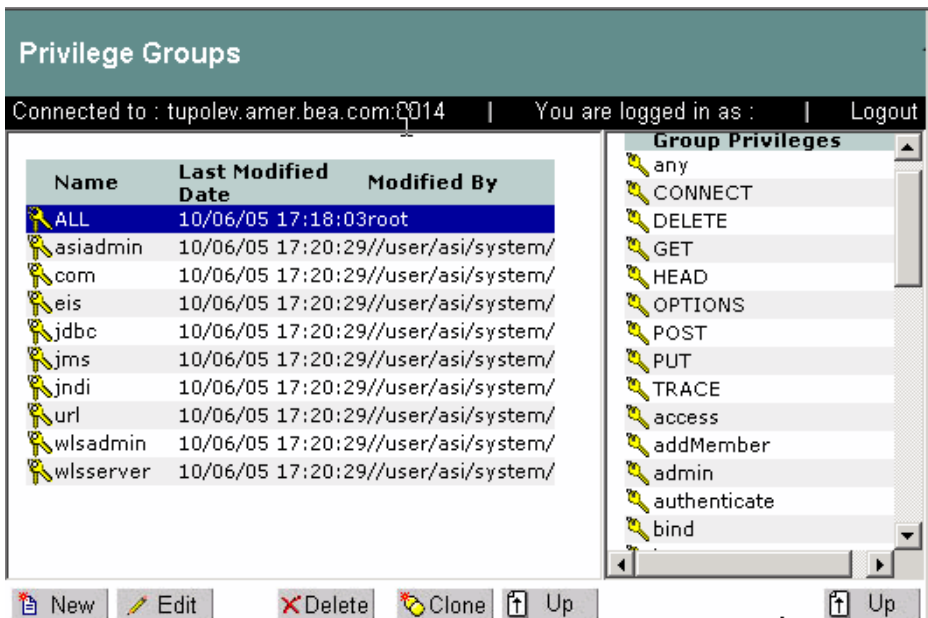 Privilege Groups
Connected to : tupolev.amer.bea.com:8014 | You are logged in as : | Logout
Name Last Modified Date Modified By
ALL 10/06/05 17:18:03root
asiadmin 10/06/05 17:20:29//user/asi/system/
com 10/06/05 17:20:29//user/asi/system/
eis 10/06/05 17:20:29//user/asi/system/
jdbc 10/06/05 17:20:29//user/asi/system/
jms 10/06/05 17:20:29//user/asi/system/
jndi 10/06/05 17:20:29//user/asi/system/
url 10/06/05 17:20:29//user/asi/system/
wlsadmin 10/06/05 17:20:29//user/asi/system/
wlsserver 10/06/05 17:20:29//user/asi/system/
Group Privileges
any
CONNECT
DELETE
GET
HEAD
OPTIONS
POST
PUT
TRACE
access
addMember
admin
authenticate
bind
New Edit Delete Clone Up Up